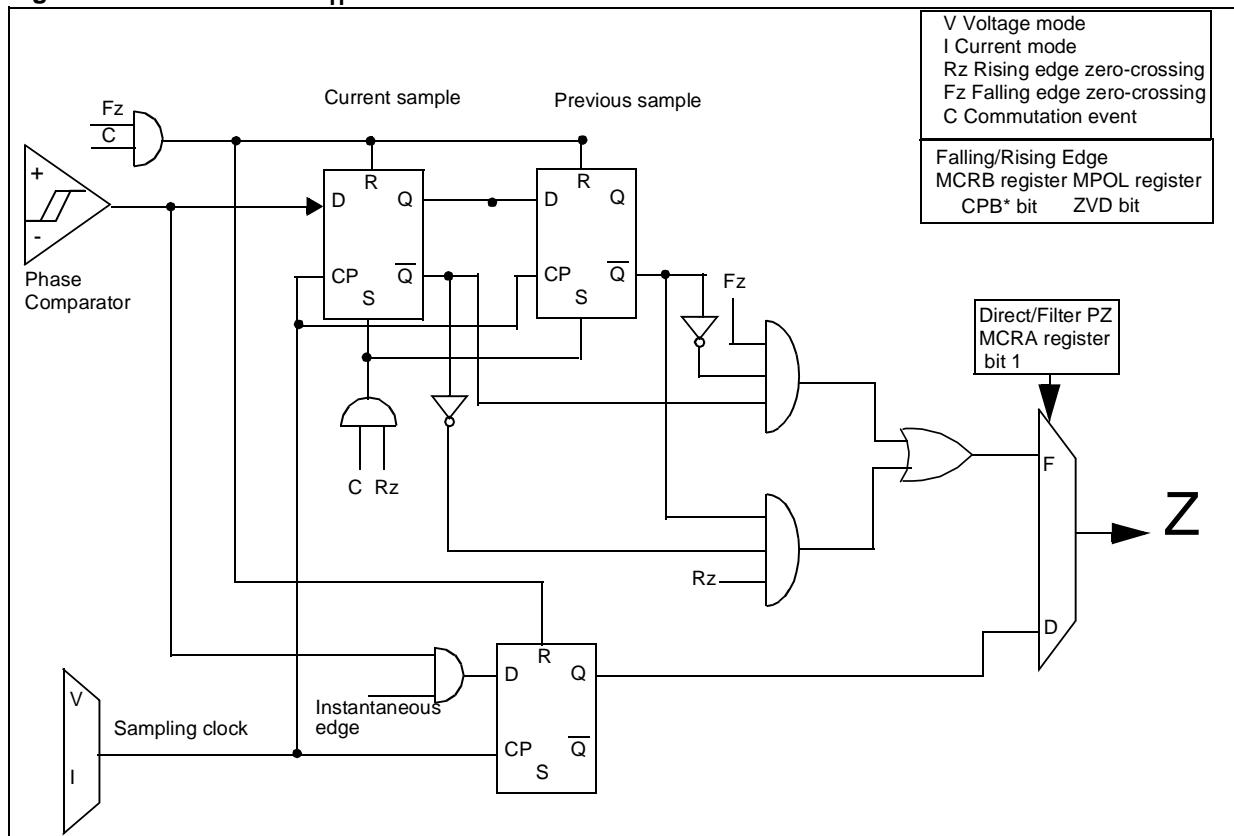 V Voltage mode
I Current mode
Rz Rising edge zero-crossing
Fz Falling edge zero-crossing
C Commutation event
Falling/Rising Edge
MCRB register MPOL register
CPB* bit ZVD bit
Current sample
Previous sample
Fz
C
+
-
Phase
Comparator
R
D Q
CP Q
S
R
D Q
CP Q
S
Fz
Direct/Filter PZ
MCRA register
bit 1
C Rz
F
Z
Rz
D
R
D Q
CP Q
S
Instantaneous
edge
V
Sampling clock
I